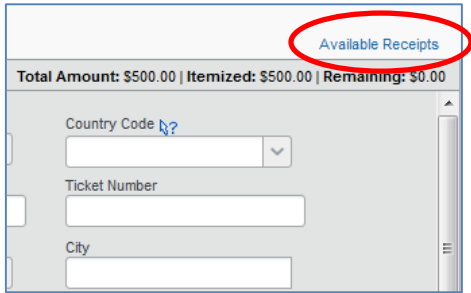 Available Receipts
Total Amount: $500.00 | Itemized: $500.00 | Remaining: $0.00
Country Code ?
Ticket Number
City